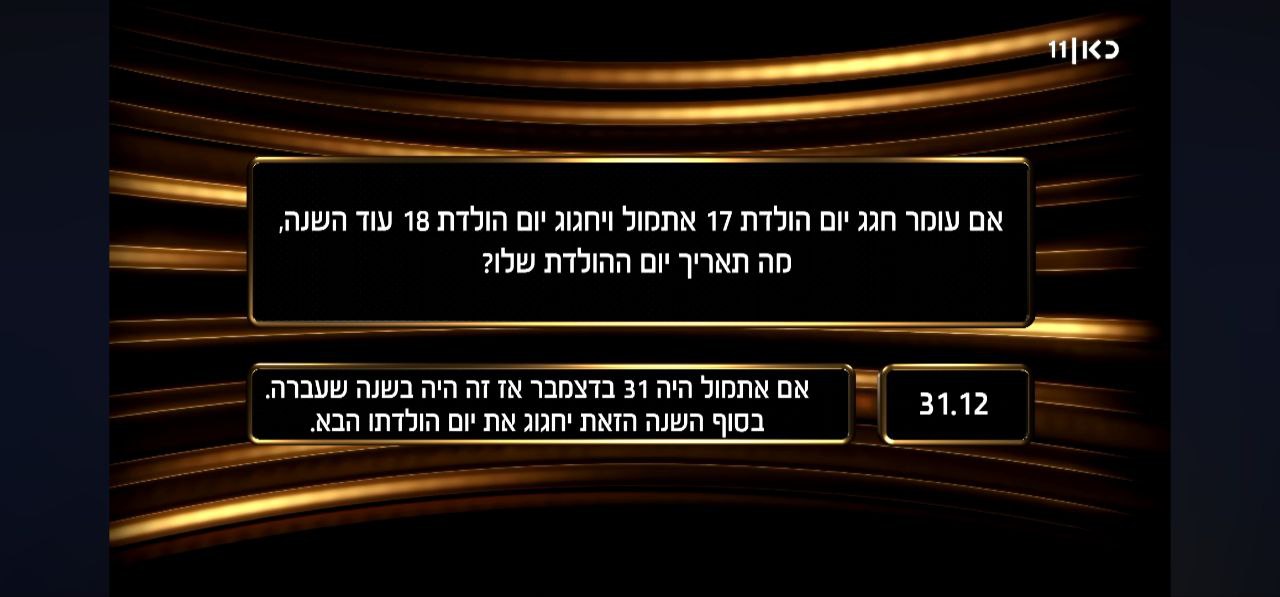 כאן|11
אם עומר חגג יום הולדת 17 אתמול ויחגוג יום הולדת 18 עוד השנה,
מה תאריך יום ההולדת שלו?
31.12
אם אתמול היה 31 בדצמבר אז זה היה בשנה שעברה.
בסוף השנה הזאת יחגוג את יום הולדתו הבא.